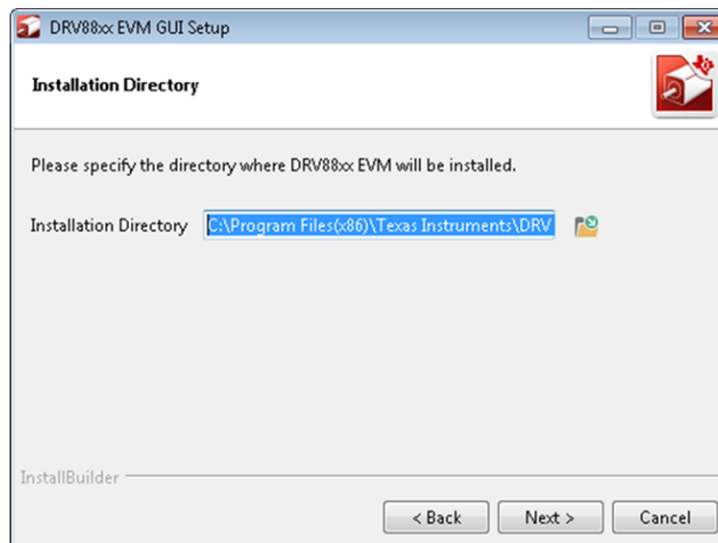 DRV88xx EVM GUI Setup
Installation Directory
Please specify the directory where DRV88xx EVM will be installed.
Installation Directory C:\Program Files(x86)\Texas Instruments\DRV
InstallBuilder
< Back Next > Cancel